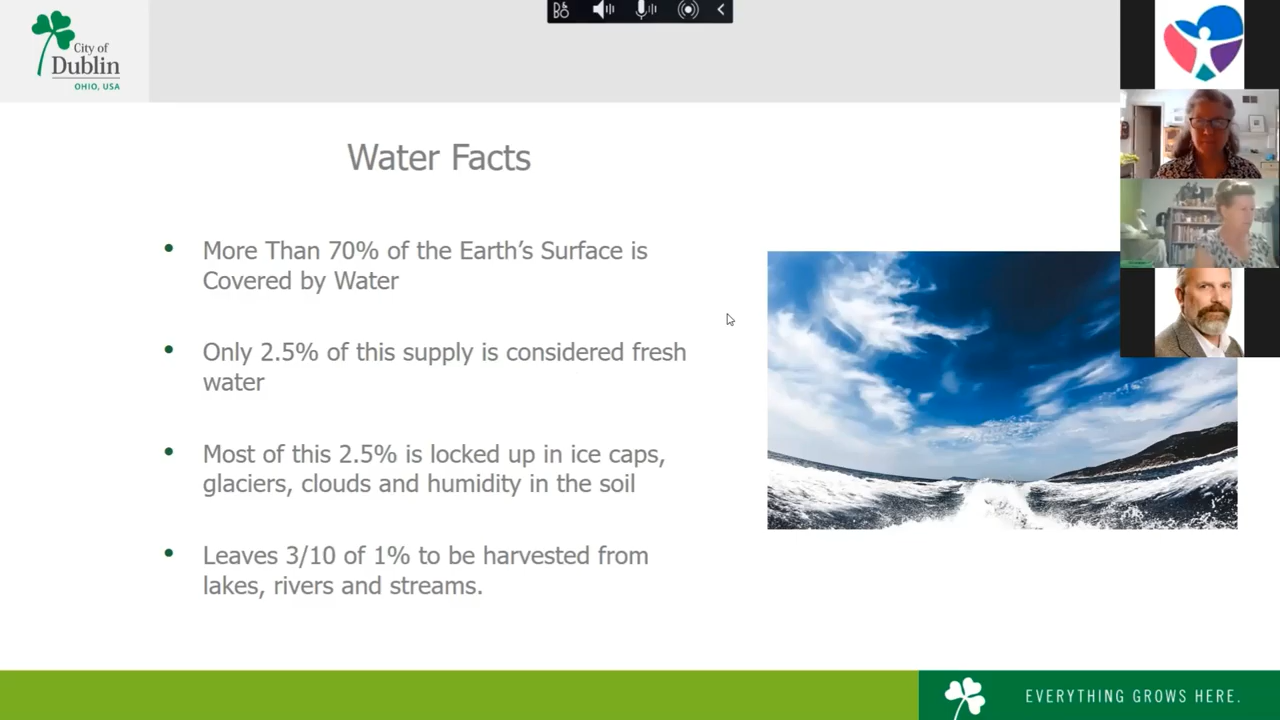 City of
Dublin
OHIO, USA
Water Facts
• More Than 70% of the Earth’s Surface is
Covered by Water
• Only 2.5% of this supply is considered fresh
water
• Most of this 2.5% is locked up in ice caps,
glaciers, clouds and humidity in the soil
• Leaves 3/10 of 1% to be harvested from
lakes, rivers and streams.
EVERYTHING GROWS HERE.